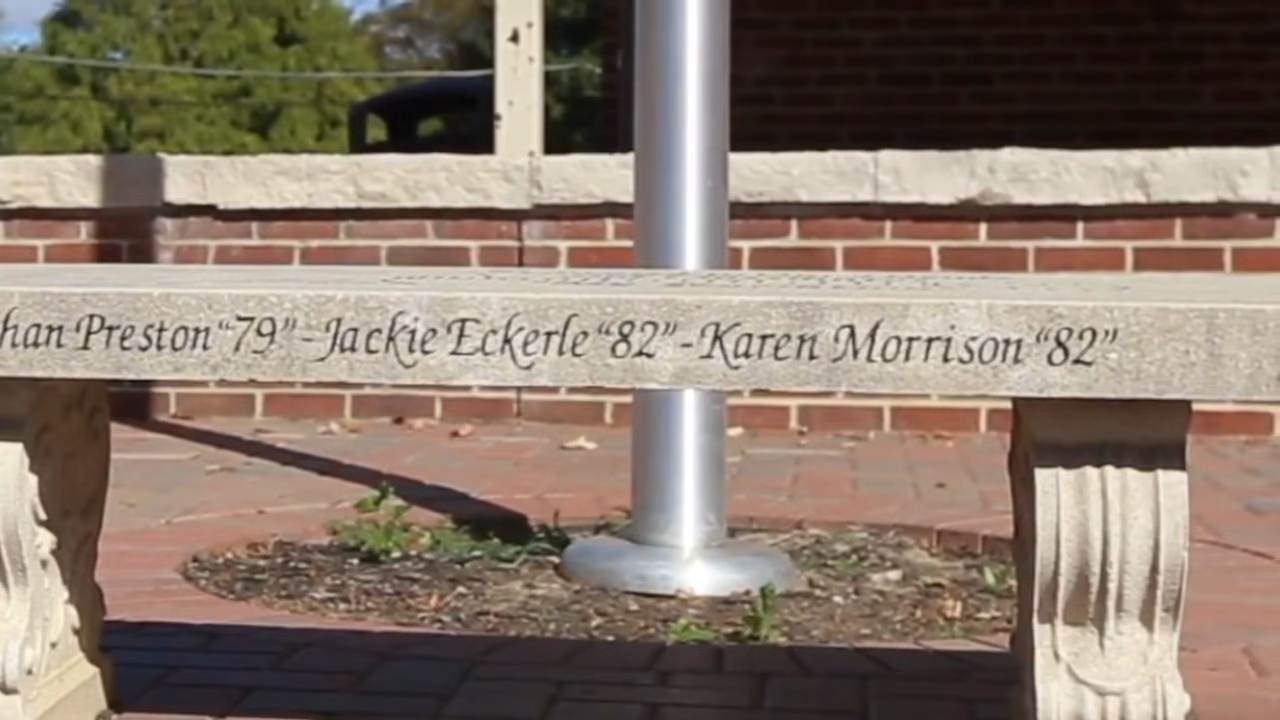 han Preston “79” - Jackie Eckerle “82” - Karen Morrison “82”